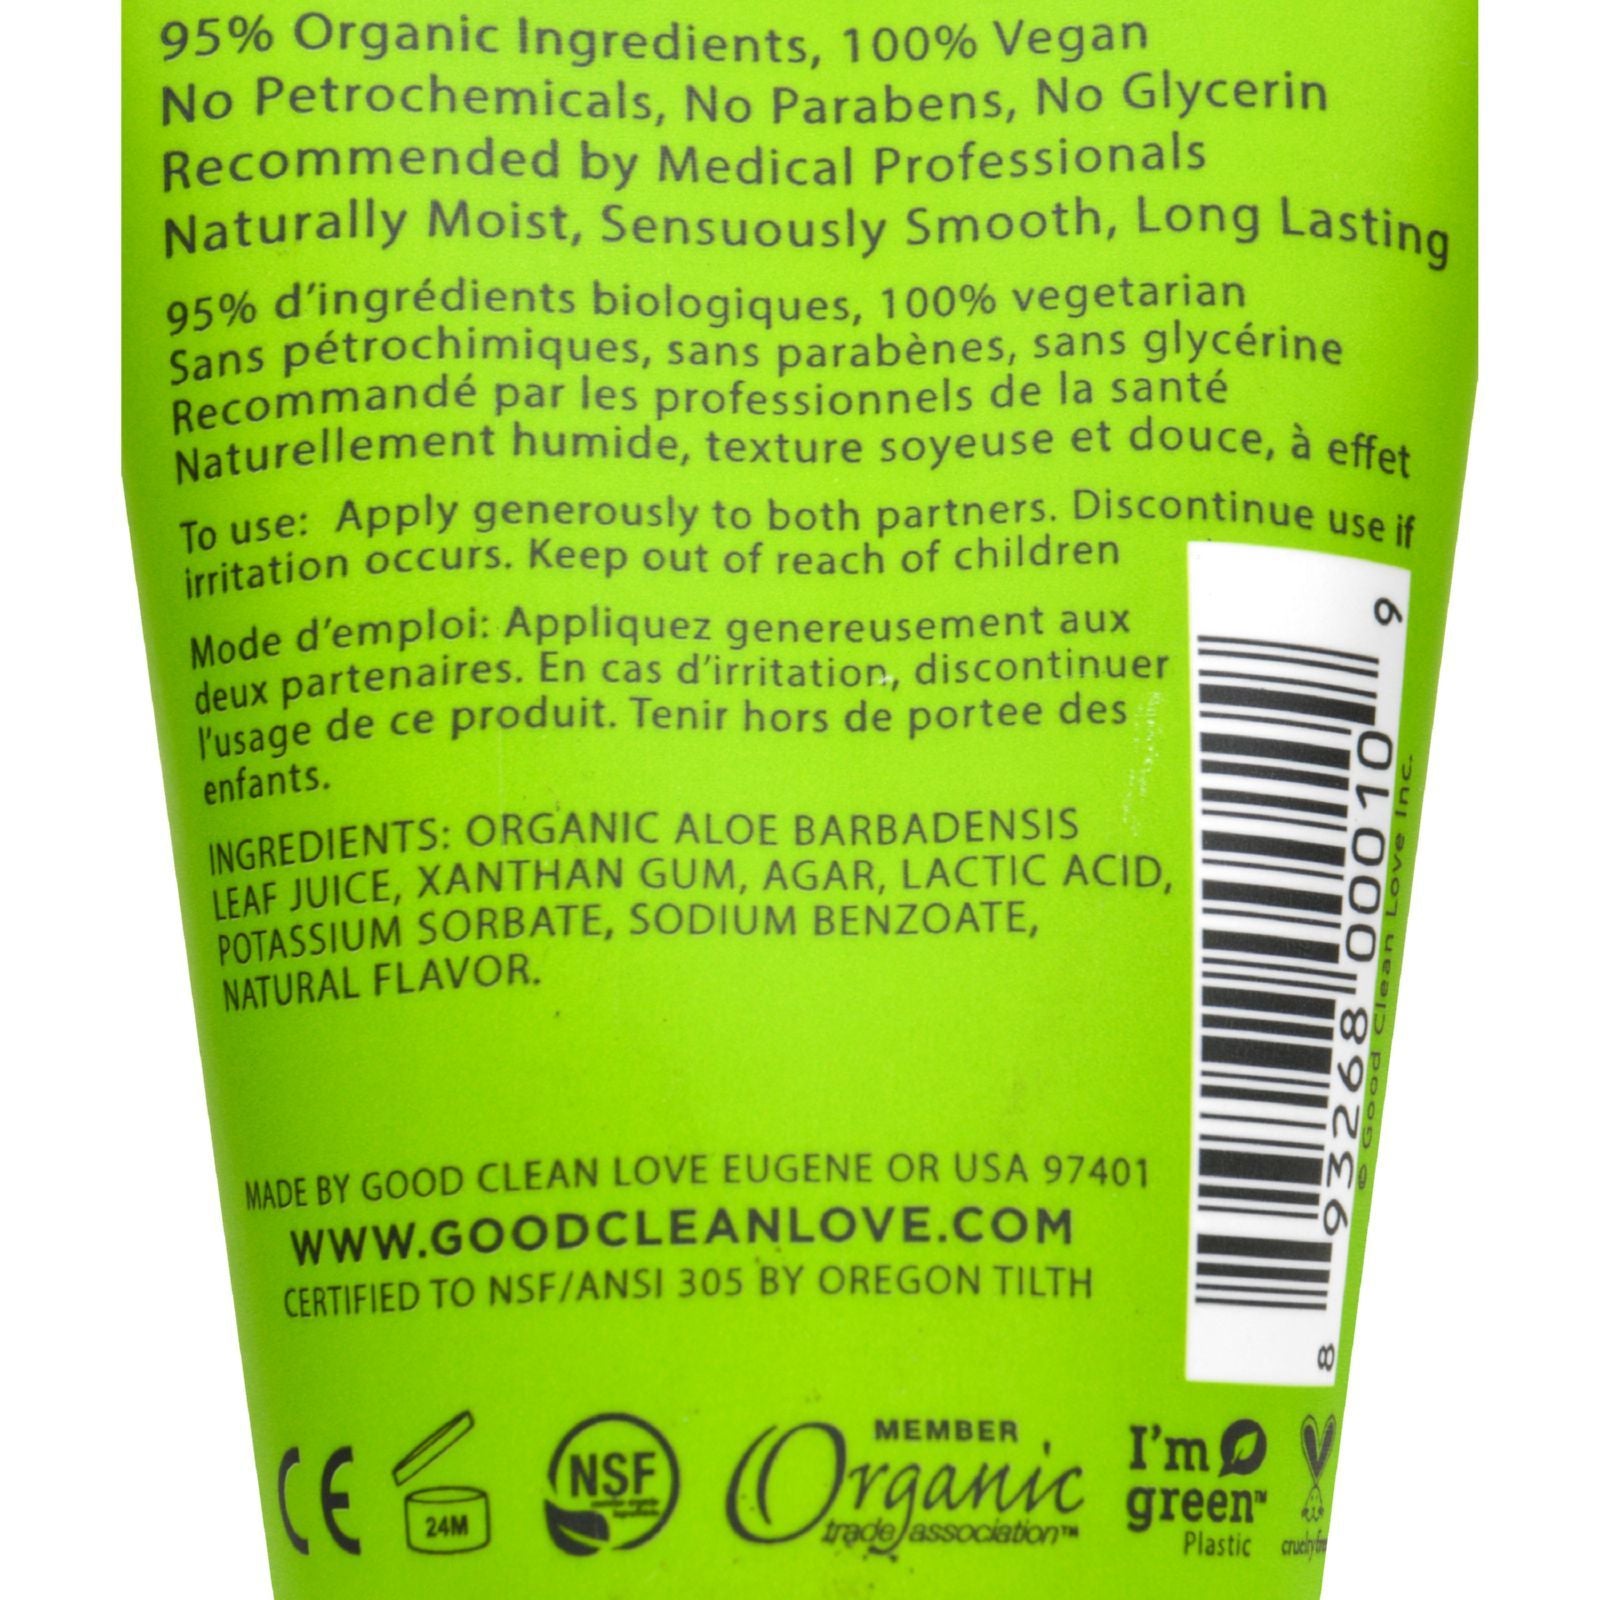 95% Organic Ingredients, 100% Vegan
No Petrochemicals, No Parabens, No Glycerin
Recommended by Medical Professionals
Naturally Moist, Sensuously Smooth, Long Lasting
95% d'ingrédients biologiques, 100% vegetarian
Sans pétrochimiques, sans parabènes, sans glycérine
Recommandé par les professionnels de la santé
Naturellement humide, texture soyeuse et douce, à effet
To use: Apply generously to both partners. Discontinue use if
irritation occurs. Keep out of reach of children
Mode d'emploi: Appliquez genereusement aux
deux partenaires. En cas d'irritation, discontinuer
l'usage de ce produit. Tenir hors de portee des
enfants.
INGREDIENTS: ORGANIC ALOE BARBADENSIS
LEAF JUICE, XANTHAN GUM, AGAR, LACTIC ACID,
POTASSIUM SORBATE, SODIUM BENZOATE,
NATURAL FLAVOR.
8 93268 00010 9
© Good Clean Love Inc.
MADE BY GOOD CLEAN LOVE EUGENE OR USA 97401
WWW.GOODCLEANLOVE.COM
CERTIFIED TO NSF/ANSI 305 BY OREGON TILTH
CE
24M
NSF
MEMBER
Organic
trade association™
I'm
green™
Plastic